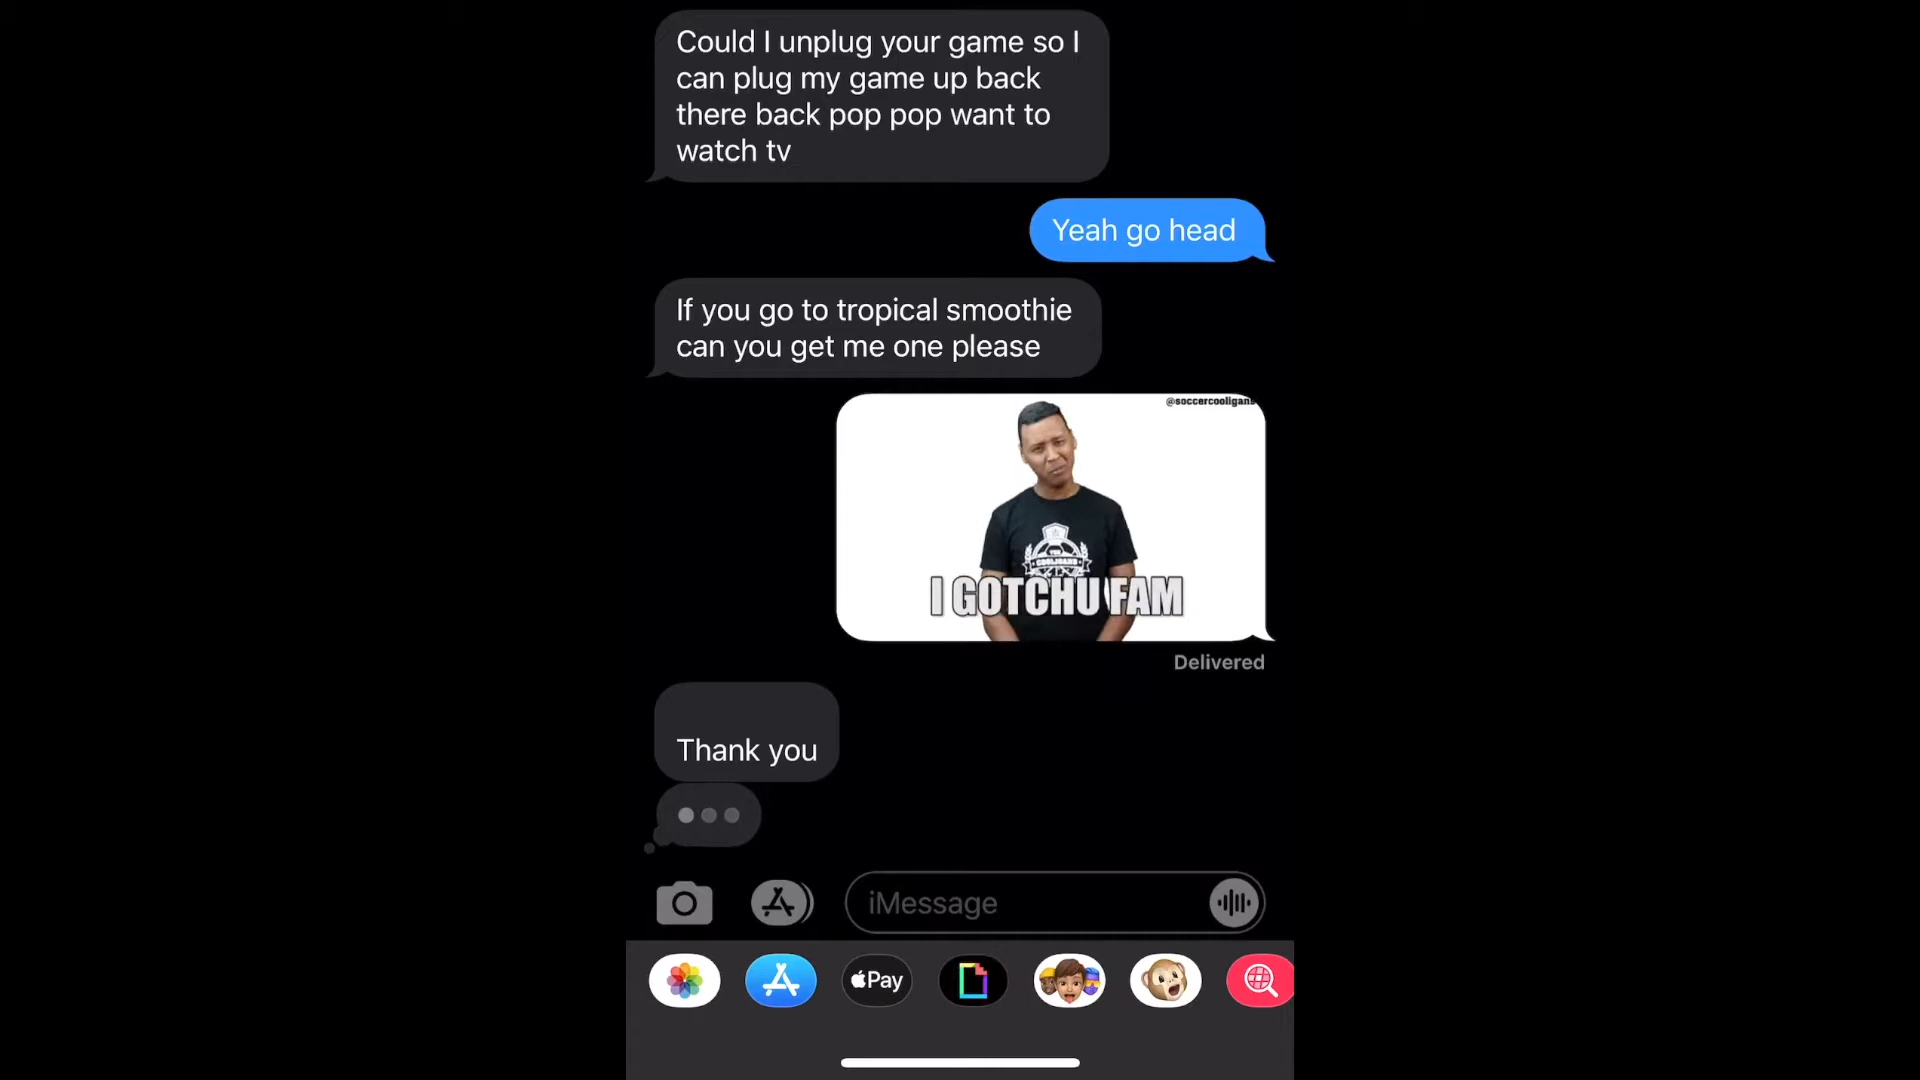 Could I unplug your game so I
can plug my game up back
there back pop pop want to
watch tv
Yeah go head
If you go to tropical smoothie
can you get me one please
@soccercooligans
THE
COOLIGANS
I GOTCHU FAM
Delivered
Thank you
iMessage
Pay